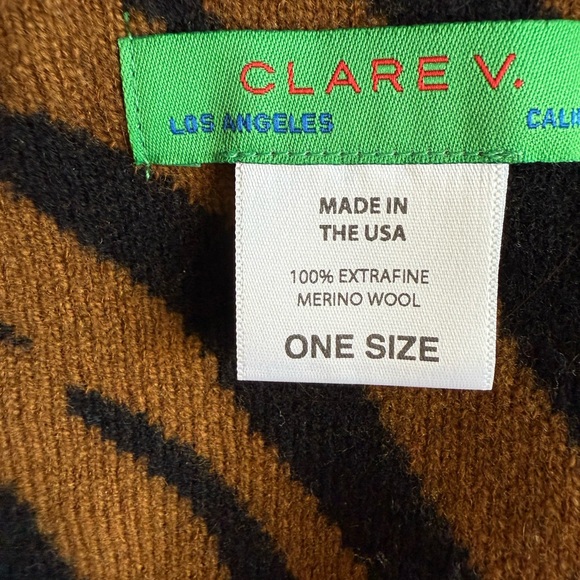 CLARE V.
LOS ANGELES
MADE IN
THE USA
100% EXTRAFINE
MERINO WOOL
ONE SIZE